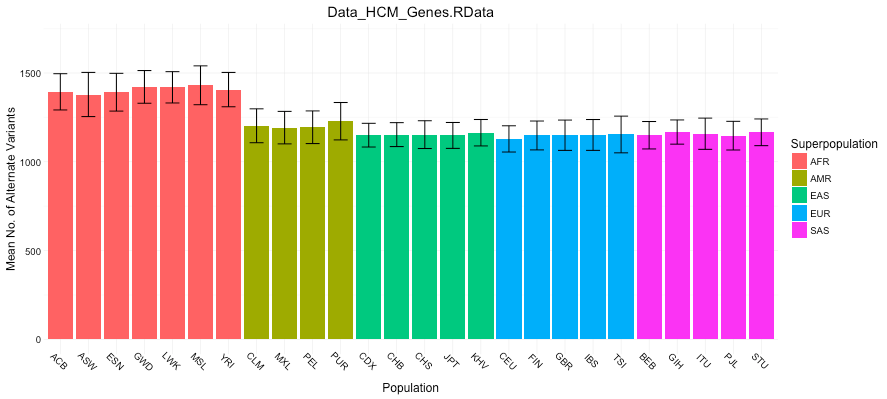 Data_HCM_Genes.RData
Mean No. of Alternate Variants
1500
1000
500
0
ACB ASW ESN GWD LWK MSL YRI CLM MXL PEL PUR CDX CHB CHS JPT KHV CEU FIN GBR IBS TSI BEB GIH ITU PJL STU
Population
Superpopulation
AFR
AMR
EAS
EUR
SAS